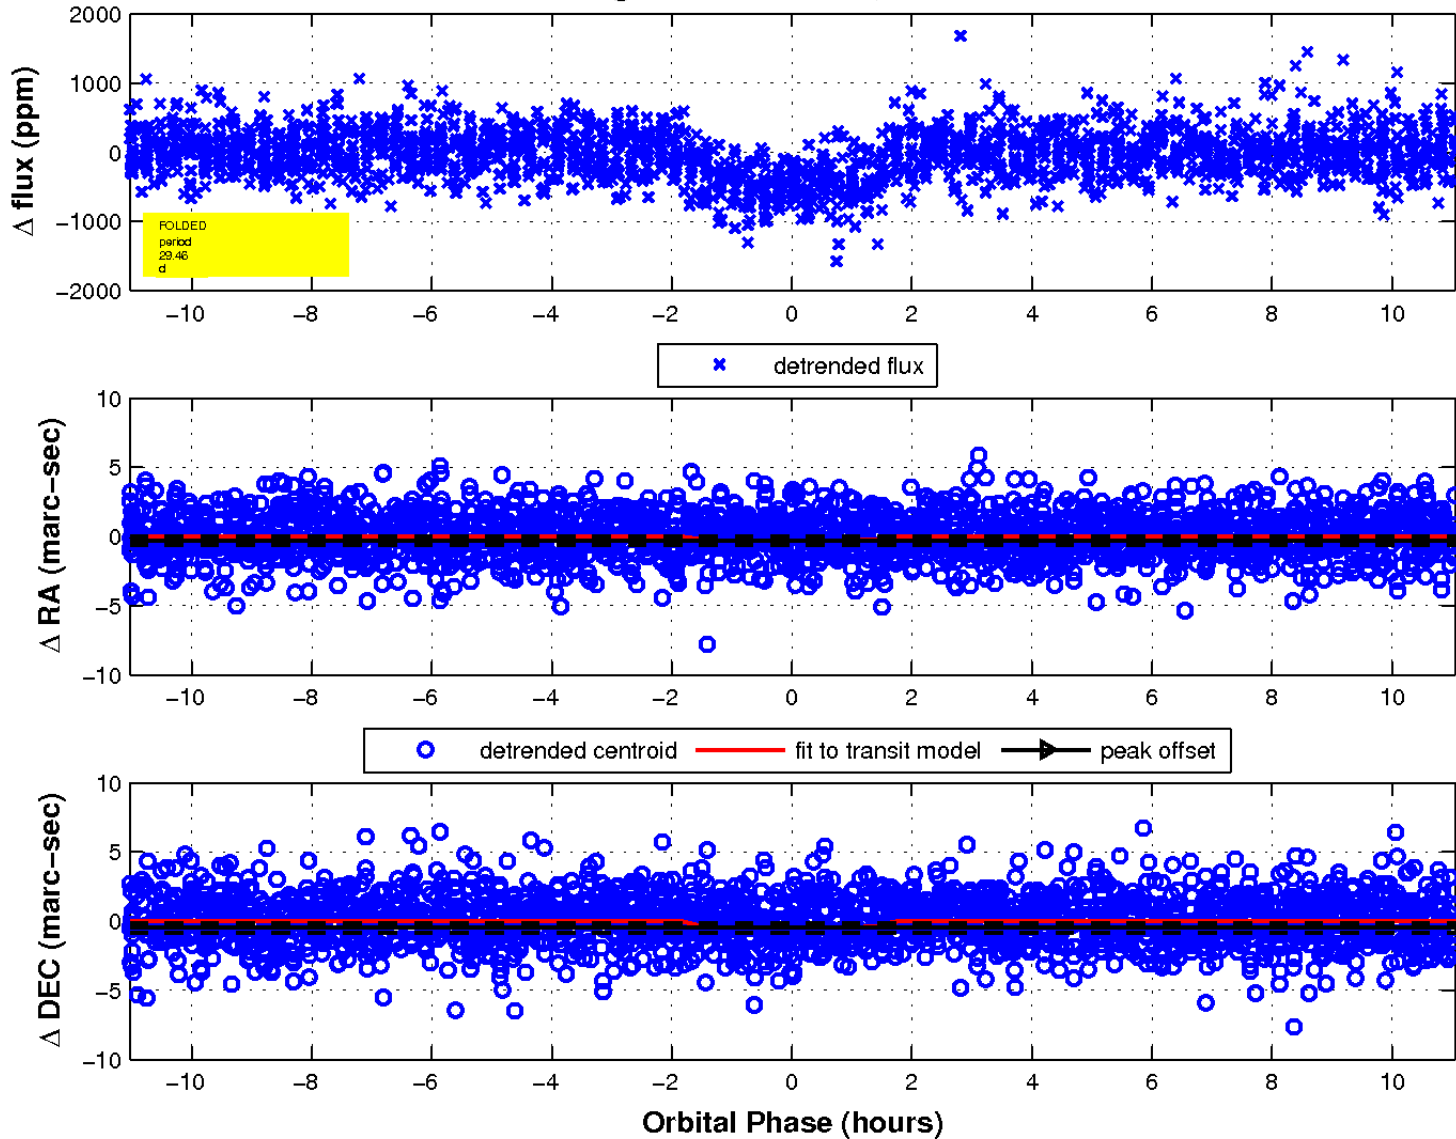 2000
1000
0
−1000
−2000
Δ flux (ppm)
FOLDED
period
29.46
d
−10 −8 −6 −4 −2 0 2 4 6 8 10
detrended flux
10
5
0
−5
−10
Δ RA (marc−sec)
−10 −8 −6 −4 −2 0 2 4 6 8 10
detrended centroid fit to transit model peak offset
10
5
0
−5
−10
Δ DEC (marc−sec)
−10 −8 −6 −4 −2 0 2 4 6 8 10
Orbital Phase (hours)